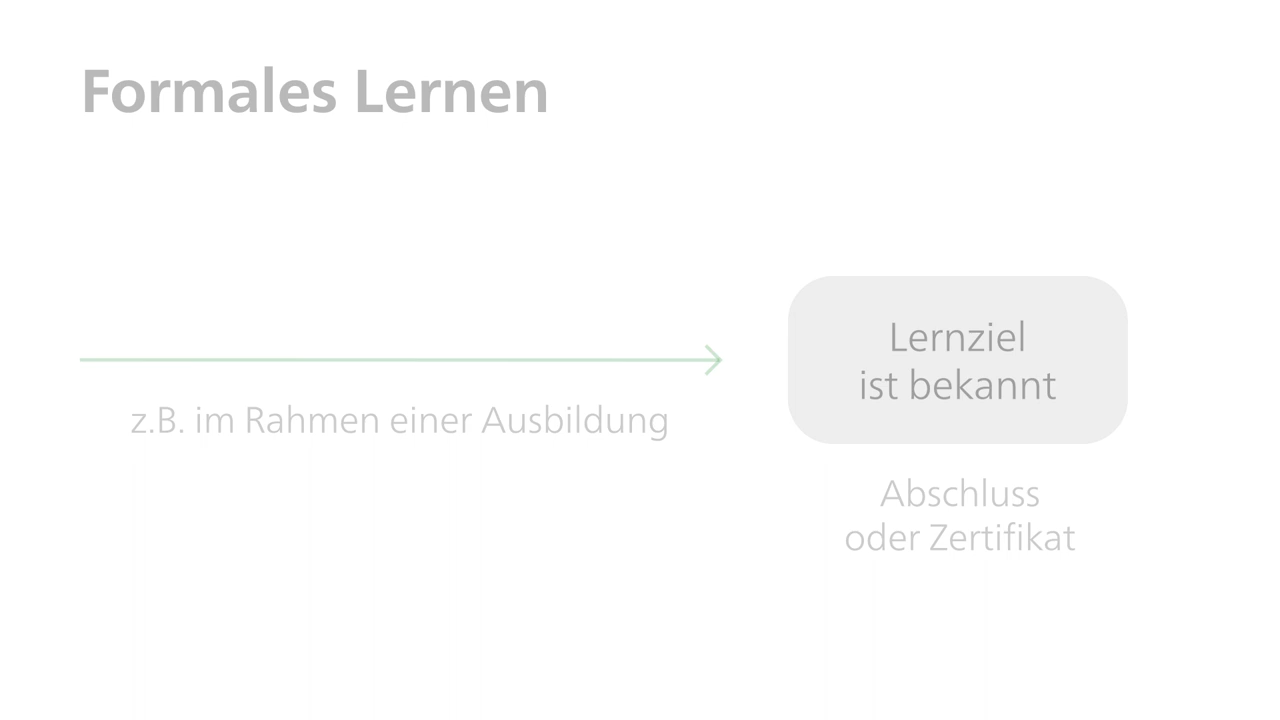 Formales Lernen
Lernziel
ist bekannt
z.B. im Rahmen einer Ausbildung
Abschluss
oder Zertifikat